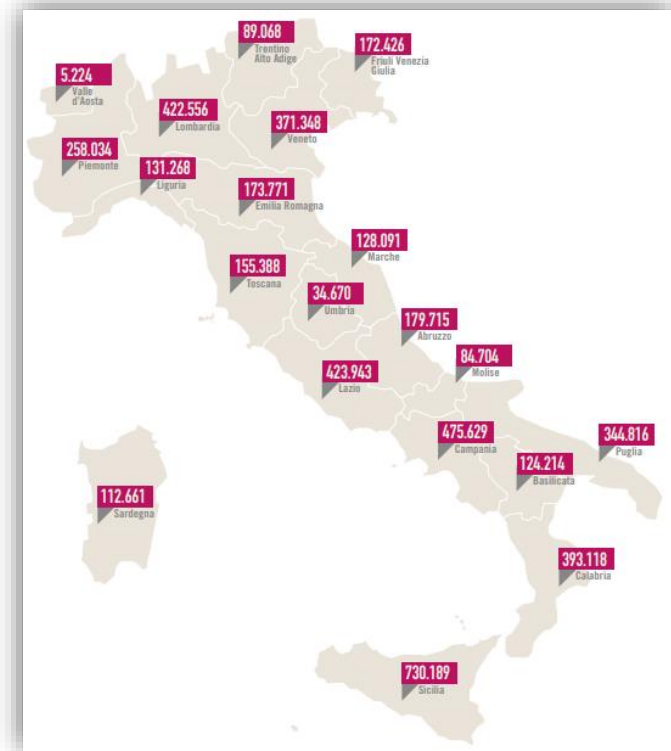 89.068
Trentino
Alto Adige
172.426
Friuli Venezia
Giulia
5.224
Valle
d'Aosta
422.556
Lombardia
371.348
Veneto
258.034
Piemonte
131.268
Liguria
173.771
Emilia Romagna
128.091
Marche
155.388
Toscana
34.670
Umbria
179.715
Abruzzo
84.704
Molise
423.943
Lazio
475.629
Campania
344.816
Puglia
124.214
Basilicata
112.661
Sardegna
393.118
Calabria
730.189
Sicilia